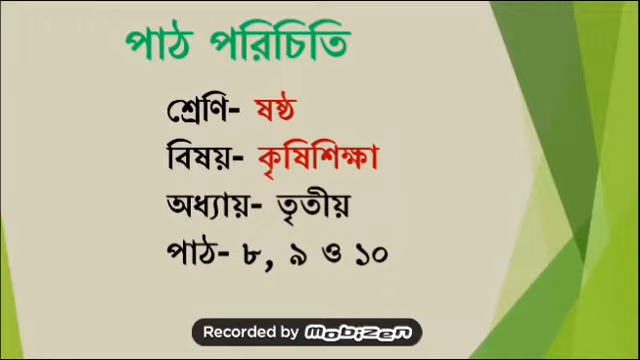 পাঠ পরিচিতি
শ্রেণি- ষষ্ঠ
বিষয়- কৃষিশিক্ষা
অধ্যায়- তৃতীয়
পাঠ- ৮, ৯ ও ১০
Recorded by mobizen